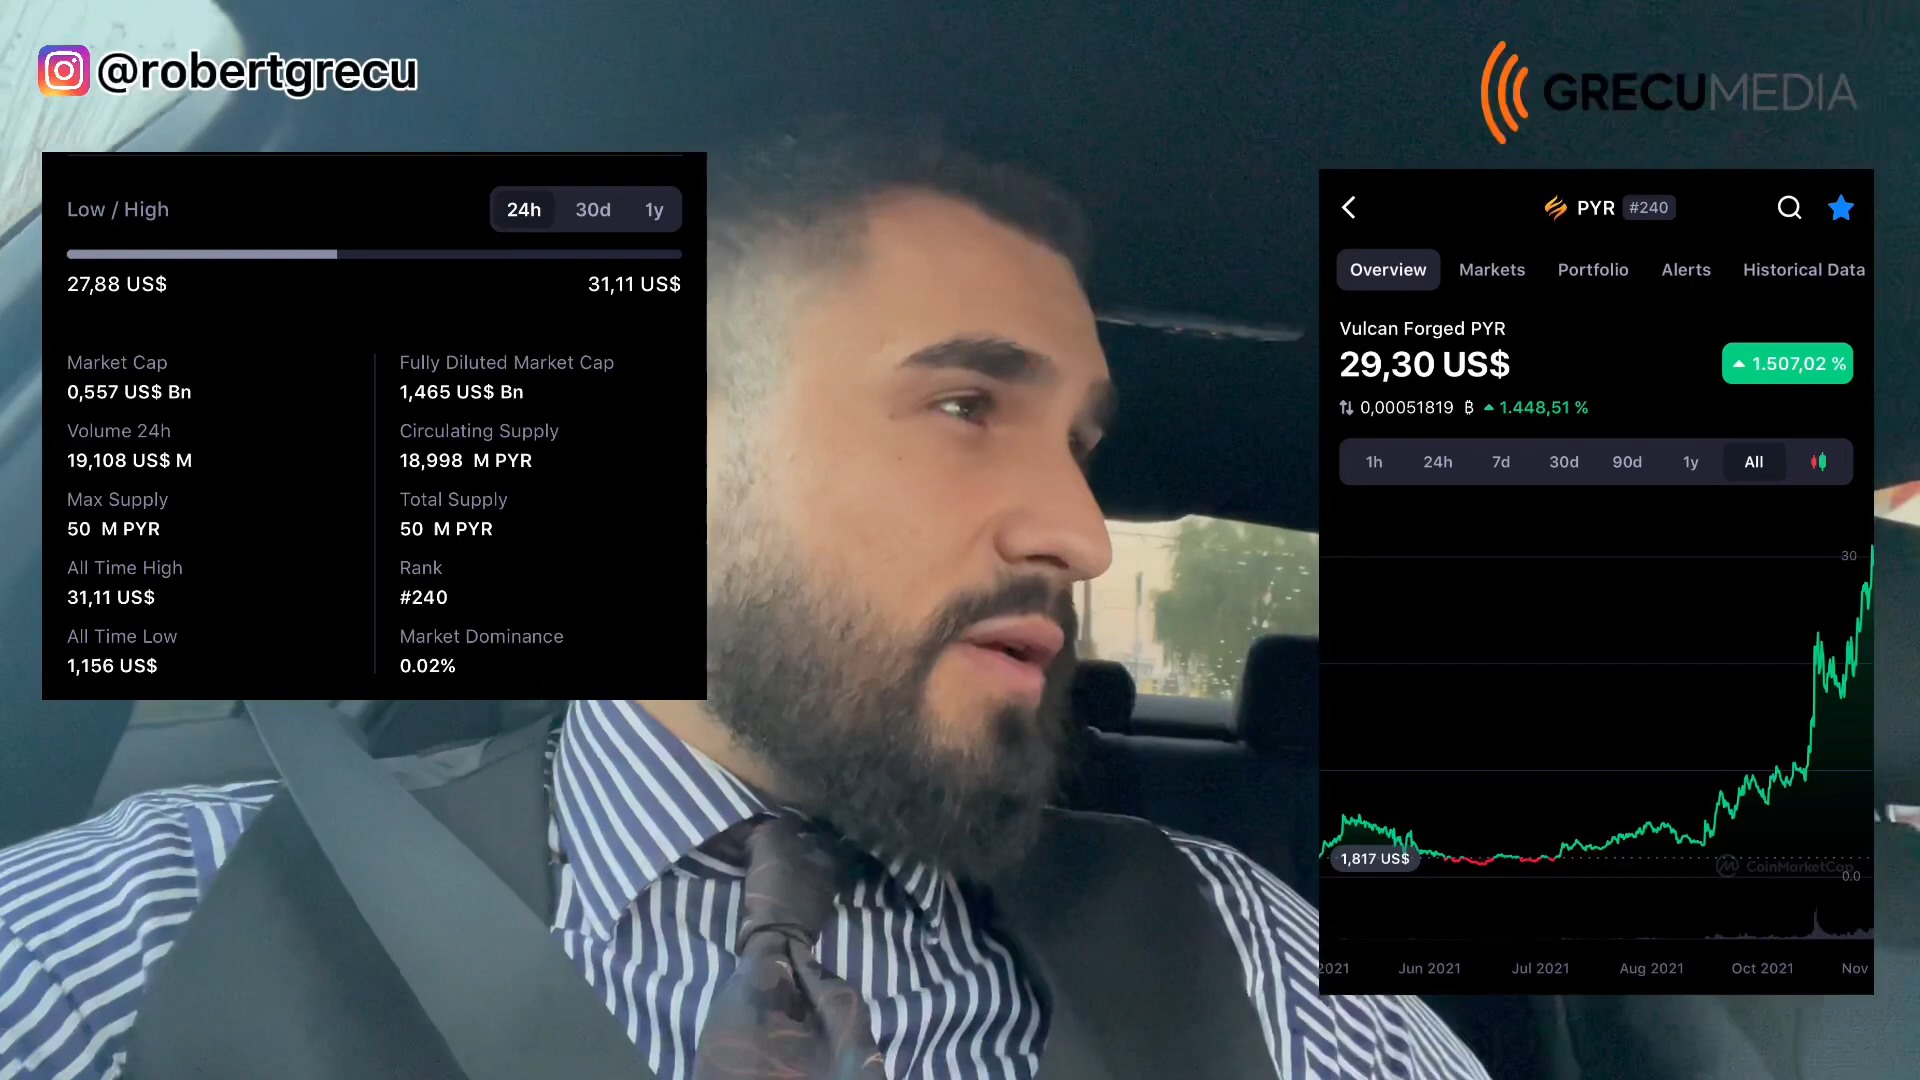 @robertgrecu
GRECUMEDIA
Low / High
24h 30d 1y
27,88 US$ 31,11 US$
Market Cap
0,557 US$ Bn
Fully Diluted Market Cap
1,465 US$ Bn
Volume 24h
19,108 US$ M
Circulating Supply
18,998 M PYR
Max Supply
50 M PYR
Total Supply
50 M PYR
All Time High
31,11 US$
Rank
#240
All Time Low
1,156 US$
Market Dominance
0.02%
PYR #240
Overview Markets Portfolio Alerts Historical Data
Vulcan Forged PYR
29,30 US$
1.507,02 %
0,00051819 ₿ 1.448,51 %
1h 24h 7d 30d 90d 1y All
30
1,817 US$
CoinMarketCap
0.0
2021 Jun 2021 Jul 2021 Aug 2021 Oct 2021 Nov